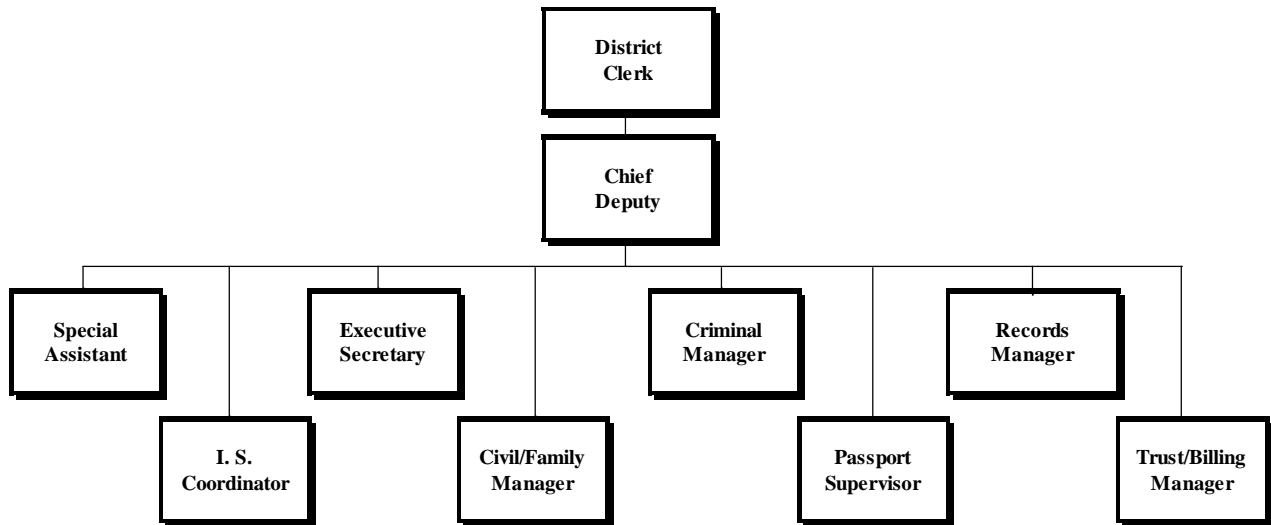 District
Clerk
Chief
Deputy
Special
Assistant
Executive
Secretary
Criminal
Manager
Records
Manager
I. S.
Coordinator
Civil/Family
Manager
Passport
Supervisor
Trust/Billing
Manager